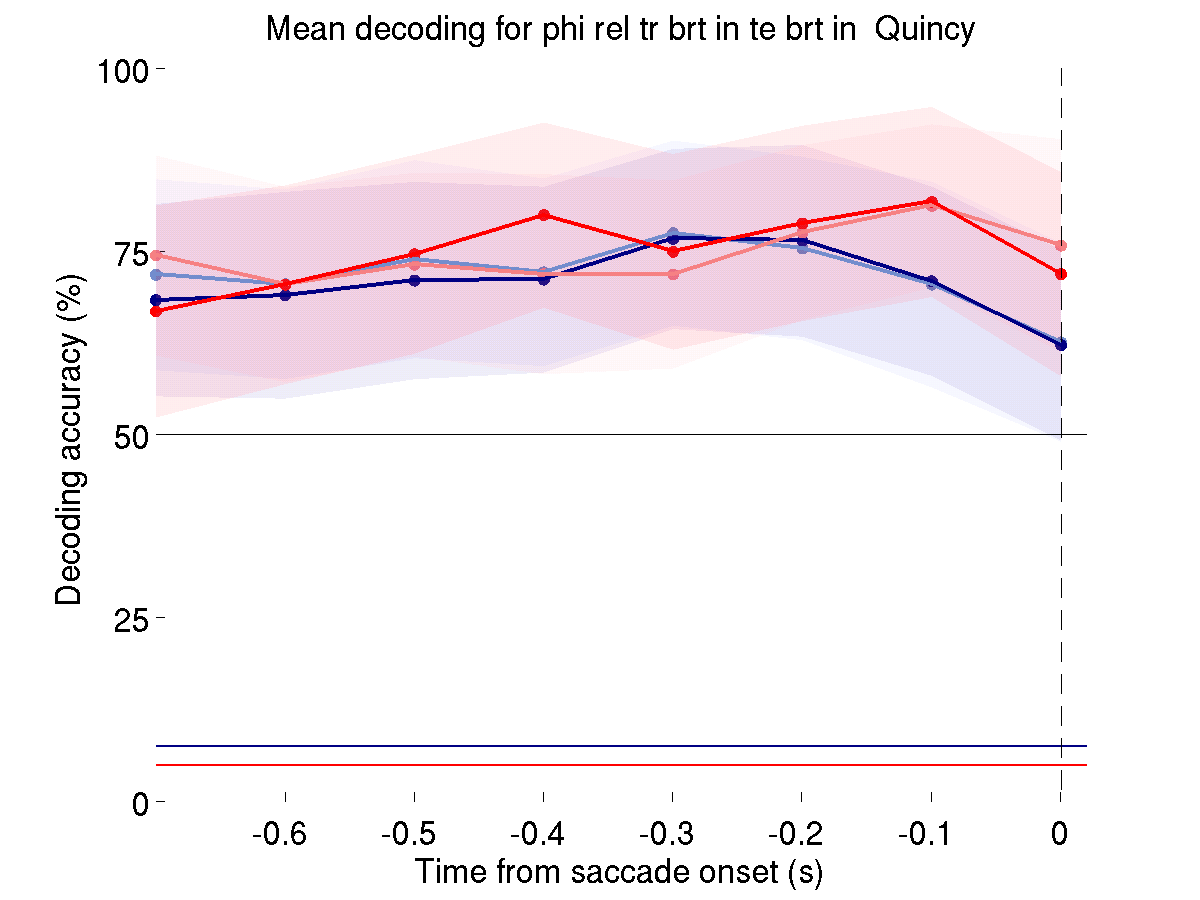 Mean decoding for phi rel tr brt in te brt in  Quincy
100
75
50
25
0
Decoding accuracy (%)
-0.6 -0.5 -0.4 -0.3 -0.2 -0.1 0
Time from saccade onset (s)